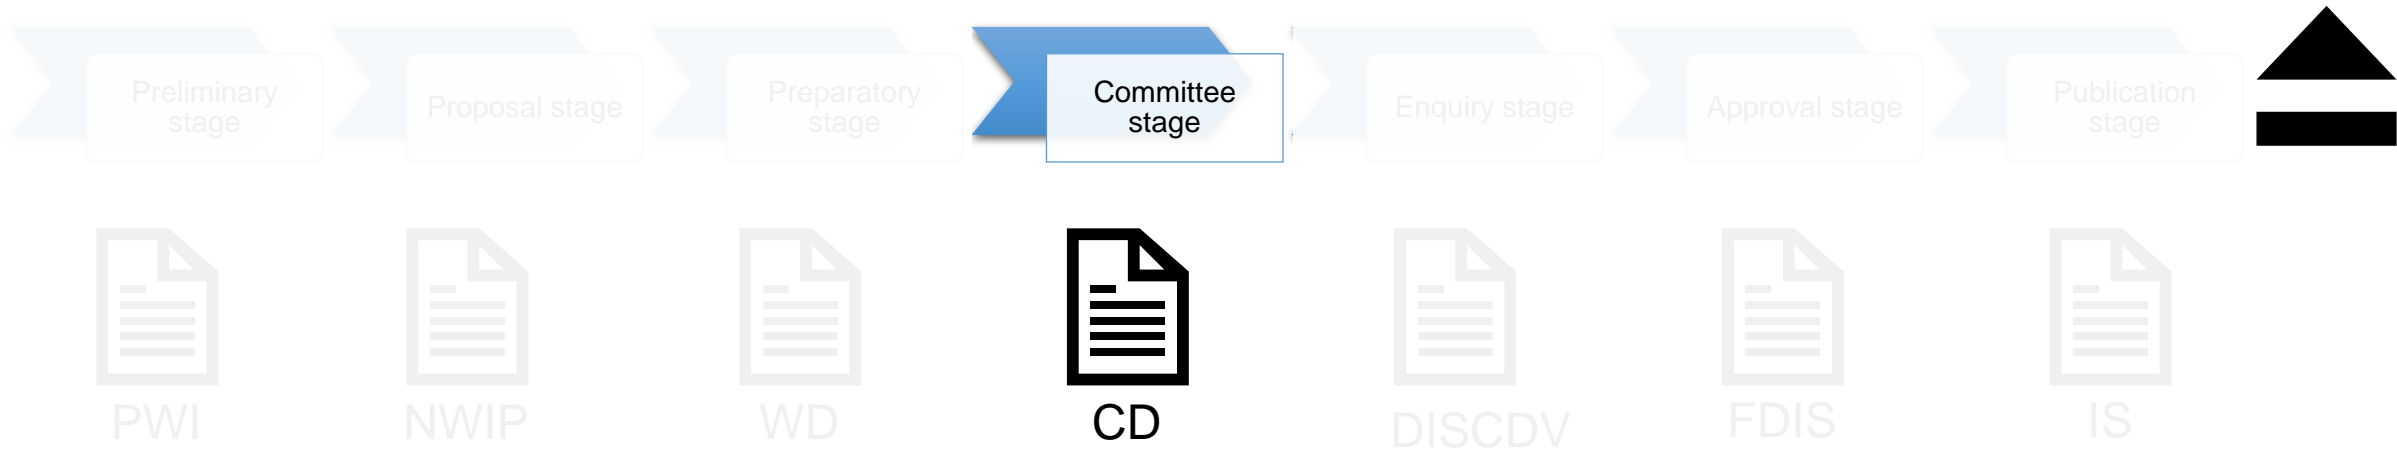 Preliminary
stage
Proposal stage
Preparatory
stage
Committee
stage
Enquiry stage
Approval stage
Publication
stage
PWI
NWIP
WD
CD
DISCDV
FDIS
IS